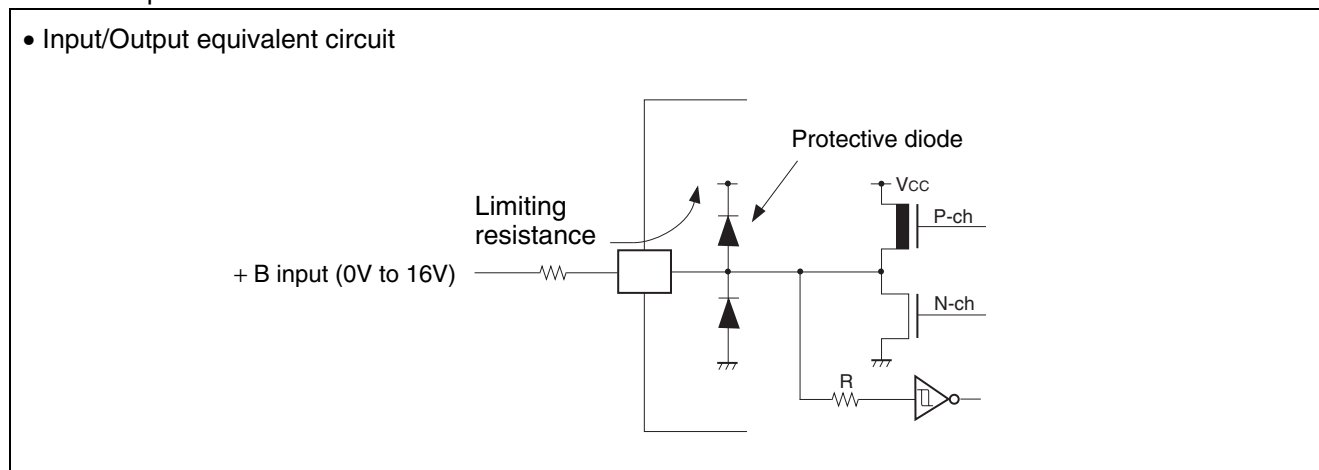 • Input/Output equivalent circuit
Protective diode
Limiting
resistance
VCC
P-ch
+ B input (0V to 16V)
N-ch
R